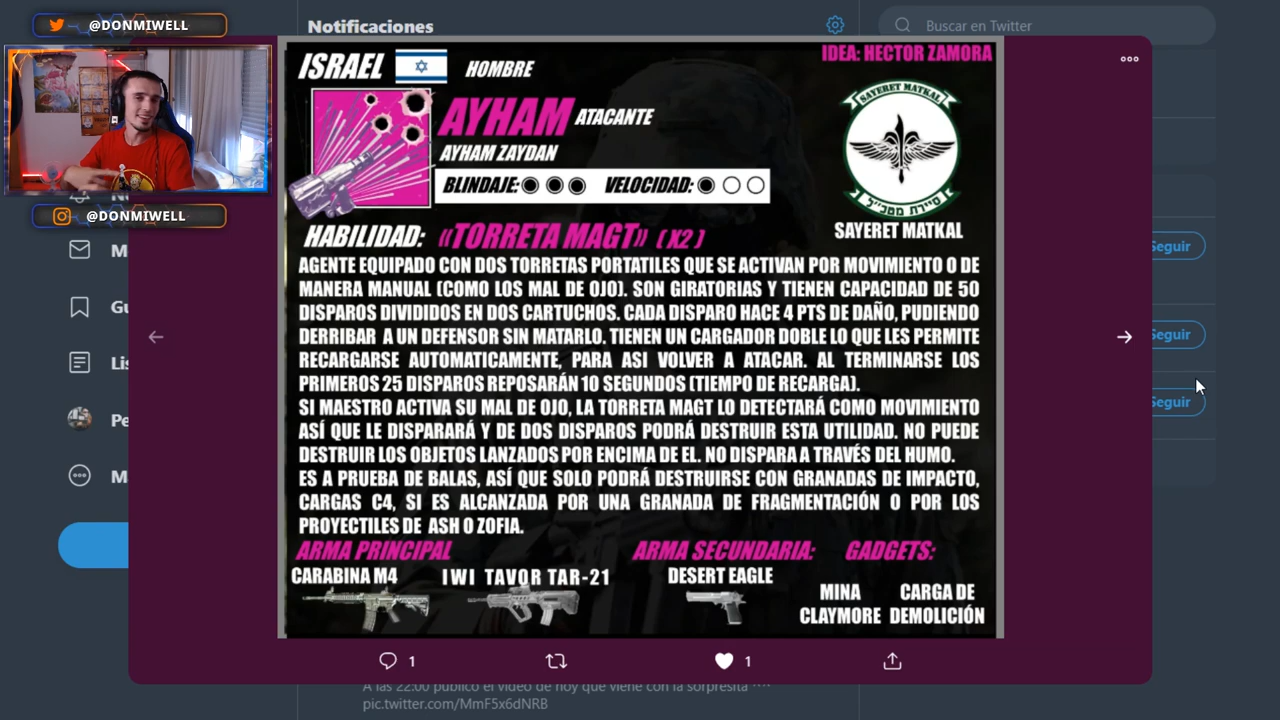 @DONMIWELL
Notificaciones
Buscar en Twitter
@DONMIWELL
ISRAEL
HOMBRE
IDEA: HECTOR ZAMORA
AYHAM ATACANTE
AYHAM ZAYDAN
BLINDAJE:
VELOCIDAD:
SAYERET MATKAL
סיירת מטכ"ל
SAYERET MATKAL
HABILIDAD: «TORRETA MAGT» (X2)
AGENTE EQUIPADO CON DOS TORRETAS PORTATILES QUE SE ACTIVAN POR MOVIMIENTO O DE
MANERA MANUAL (COMO LOS MAL DE OJO). SON GIRATORIAS Y TIENEN CAPACIDAD DE 50
DISPAROS DIVIDIDOS EN DOS CARTUCHOS. CADA DISPARO HACE 4 PTS DE DAÑO, PUDIENDO
DERRIBAR A UN DEFENSOR SIN MATARLO. TIENEN UN CARGADOR DOBLE LO QUE LES PERMITE
RECARGARSE AUTOMATICAMENTE, PARA ASI VOLVER A ATACAR. AL TERMINARSE LOS
PRIMEROS 25 DISPAROS REPOSARÁN 10 SEGUNDOS (TIEMPO DE RECARGA).
SI MAESTRO ACTIVA SU MAL DE OJO, LA TORRETA MAGT LO DETECTARÁ COMO MOVIMIENTO
ASÍ QUE LE DISPARARÁ Y DE DOS DISPAROS PODRÁ DESTRUIR ESTA UTILIDAD. NO PUEDE
DESTRUIR LOS OBJETOS LANZADOS POR ENCIMA DE EL. NO DISPARA A TRAVÉS DEL HUMO.
ES A PRUEBA DE BALAS, ASÍ QUE SOLO PODRÁ DESTRUIRSE CON GRANADAS DE IMPACTO,
CARGAS C4, SI ES ALCANZADA POR UNA GRANADA DE FRAGMENTACIÓN O POR LOS
PROYECTILES DE ASH O ZOFIA.
ARMA PRINCIPAL
ARMA SECUNDARIA:
GADGETS:
CARABINA M4
IWI TAVOR TAR-21
DESERT EAGLE
MINA
CLAYMORE
CARGA DE
DEMOLICIÓN
M
Gu
Lis
Pe
M
Seguir
Seguir
Seguir
1
1
A las 22:00 publico el video de hoy que viene con la sorpresita
pic.twitter.com/MmF5x6dNRB